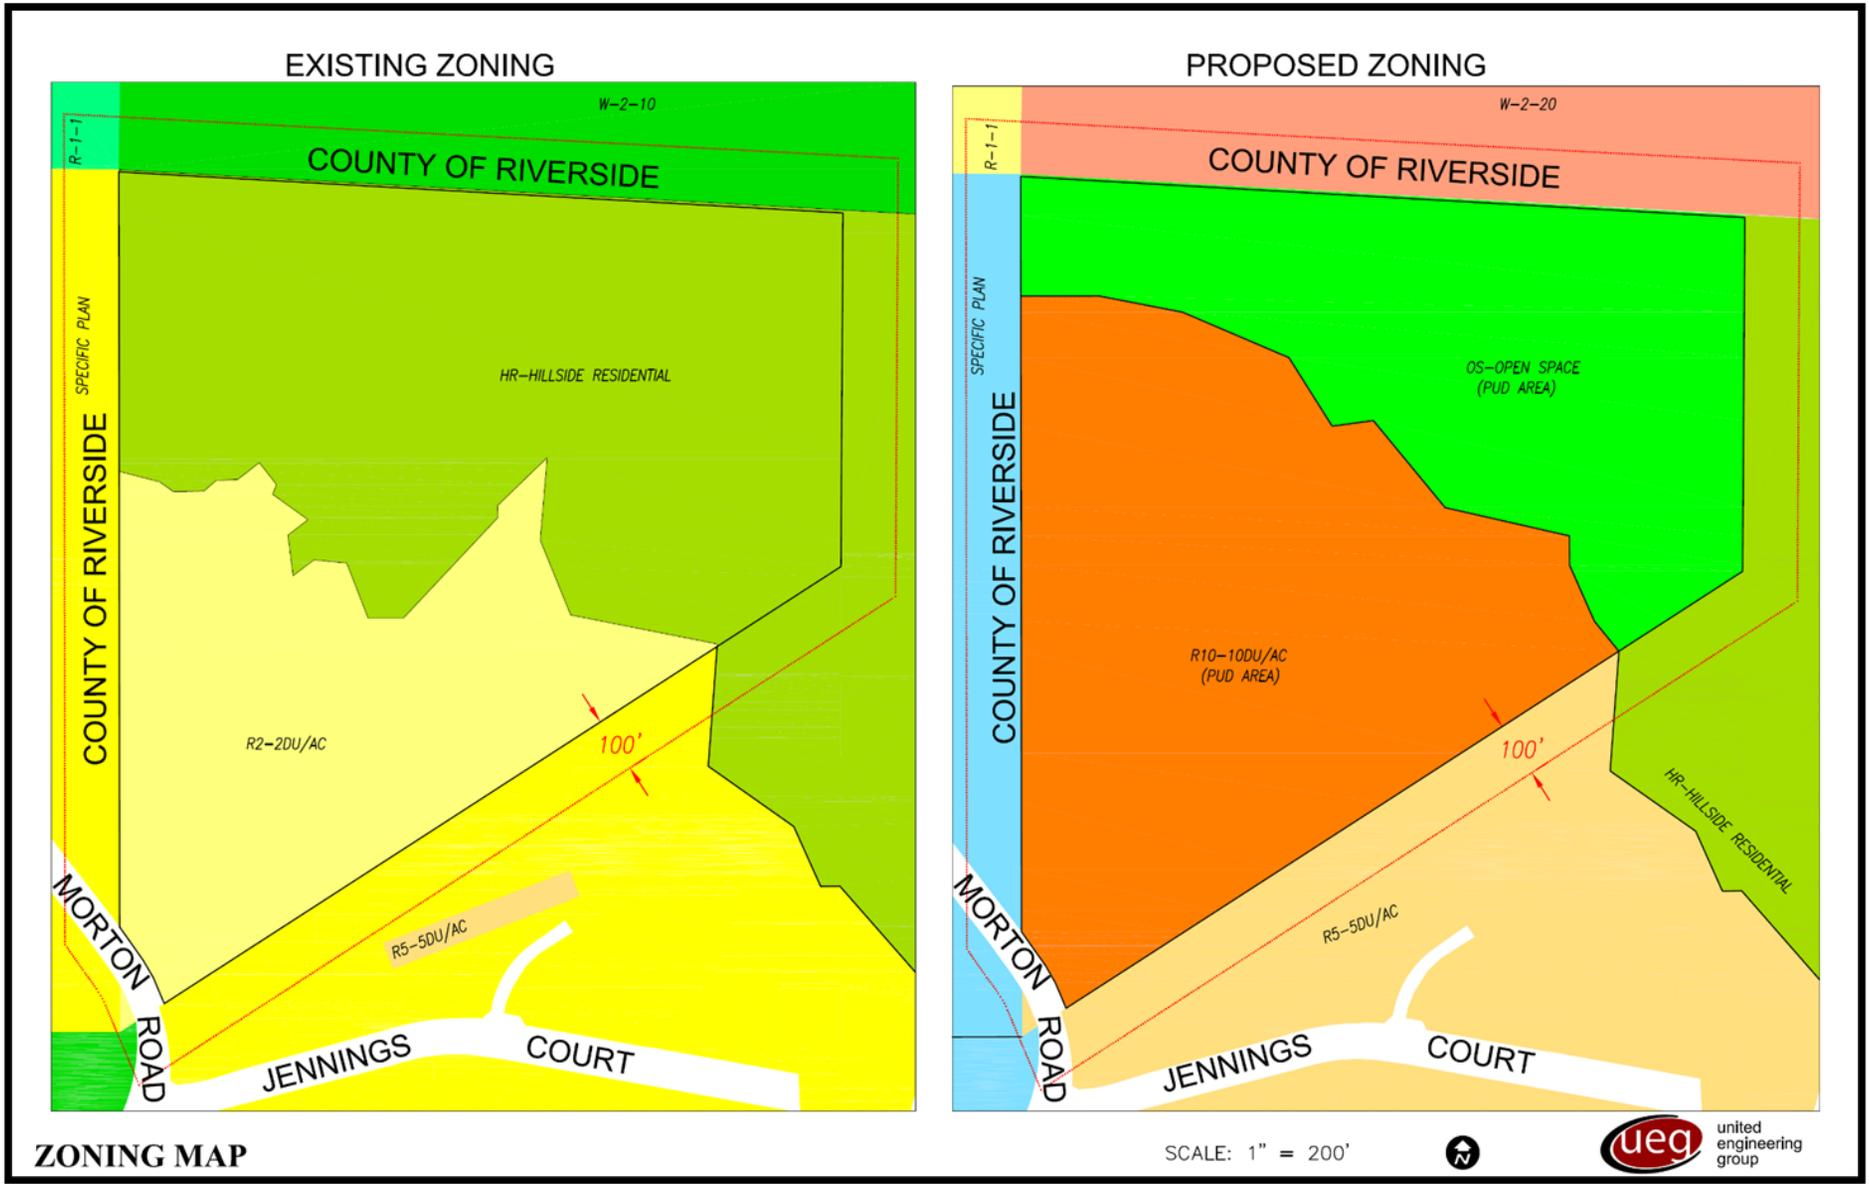 EXISTING ZONING
W-2-10
R-1-1
COUNTY OF RIVERSIDE
SPECIFIC PLAN
COUNTY OF RIVERSIDE
HR-HILLSIDE RESIDENTIAL
R2-2DU/AC
100'
R5-5DU/AC
MORTON
ROAD
JENNINGS
COURT
PROPOSED ZONING
W-2-20
R-1-1
COUNTY OF RIVERSIDE
SPECIFIC PLAN
COUNTY OF RIVERSIDE
OS-OPEN SPACE
(PUD AREA)
R10-10DU/AC
(PUD AREA)
100'
HR-HILLSIDE RESIDENTIAL
R5-5DU/AC
MORTON
ROAD
JENNINGS
COURT
ZONING MAP
SCALE: 1" = 200'
N
ueg
united
engineering
group